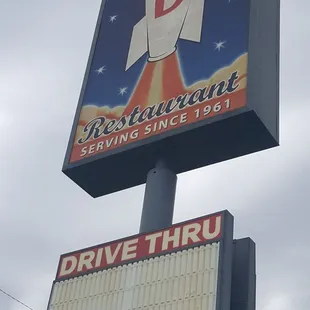 D
Restaurant
SERVING SINCE 1961
DRIVE THRU